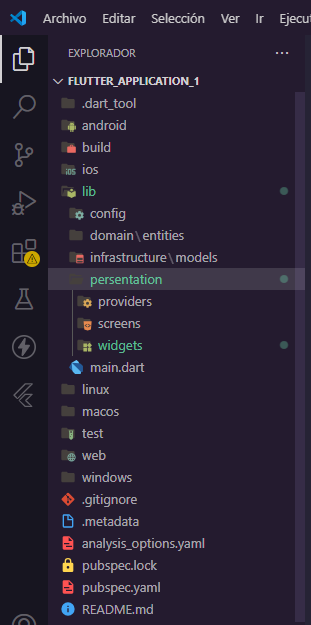 Archivo Editar Selección Ver Ir Ejecu
EXPLORADOR ...
FLUTTER_APPLICATION_1
.dart_tool
android
build
ios
lib
config
domain\entities
infrastructure\models
persentation
providers
screens
widgets
main.dart
linux
macos
test
web
windows
.gitignore
.metadata
analysis_options.yaml
pubspec.lock
pubspec.yaml
README.md